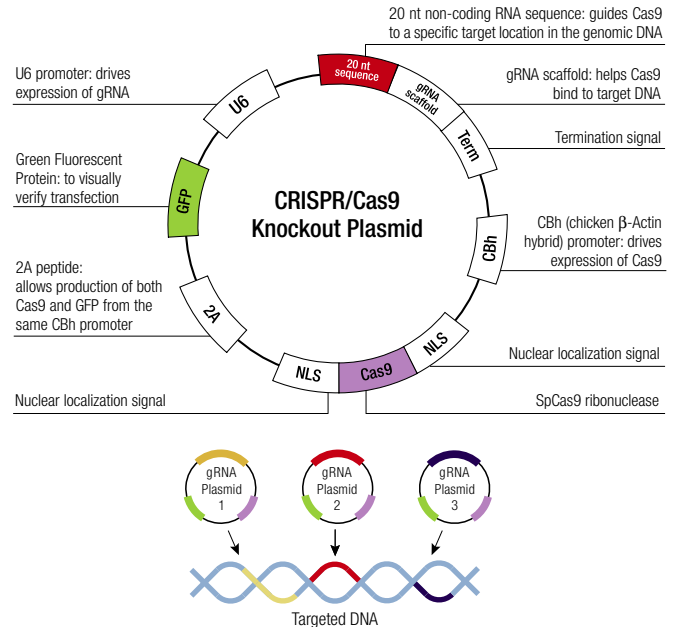 20 nt non-coding RNA sequence: guides Cas9
to a specific target location in the genomic DNA
U6 promoter: drives
expression of gRNA
gRNA scaffold: helps Cas9
bind to target DNA
Termination signal
Green Fluorescent
Protein: to visually
verify transfection
CBh (chicken β-Actin
hybrid) promoter: drives
expression of Cas9
2A peptide:
allows production of both
Cas9 and GFP from the
same CBh promoter
Nuclear localization signal
Nuclear localization signal
SpCas9 ribonuclease
20 nt
sequence
gRNA
scaffold
Term
CBh
NLS
Cas9
NLS
2A
GFP
U6
CRISPR/Cas9
Knockout Plasmid
gRNA
Plasmid
1
gRNA
Plasmid
2
gRNA
Plasmid
3
Targeted DNA